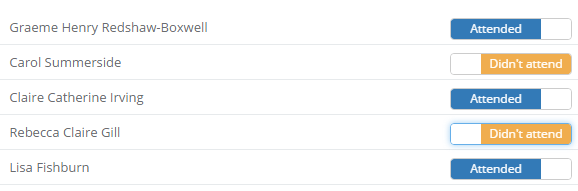 Graeme Henry Redshaw-Boxwell Attended
Carol Summerside Didn't attend
Claire Catherine Irving Attended
Rebecca Claire Gill Didn't attend
Lisa Fishburn Attended